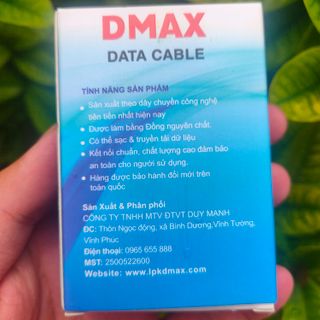 DMAX
DATA CABLE
TÍNH NĂNG SẢN PHẨM
Sản xuất theo dây chuyền công nghệ
tiên tiến nhất hiện nay
Được làm bằng Đồng nguyên chất.
Có thể sạc & truyền tải dữ liệu
Kết nối chuẩn, chất lượng cao đảm bảo
an toàn cho người sử dụng.
Hàng được bảo hành đổi mới trên
toàn quốc
Sản Xuất & Phân phối
CÔNG TY TNHH MTV ĐTVT DUY MẠNH
ĐC: Thôn Ngọc động, xã Bình Dương,Vĩnh Tường,
Vĩnh Phúc
Điện thoại: 0965 655 888
MST: 2500522600
Website: www.lpkdmax.com